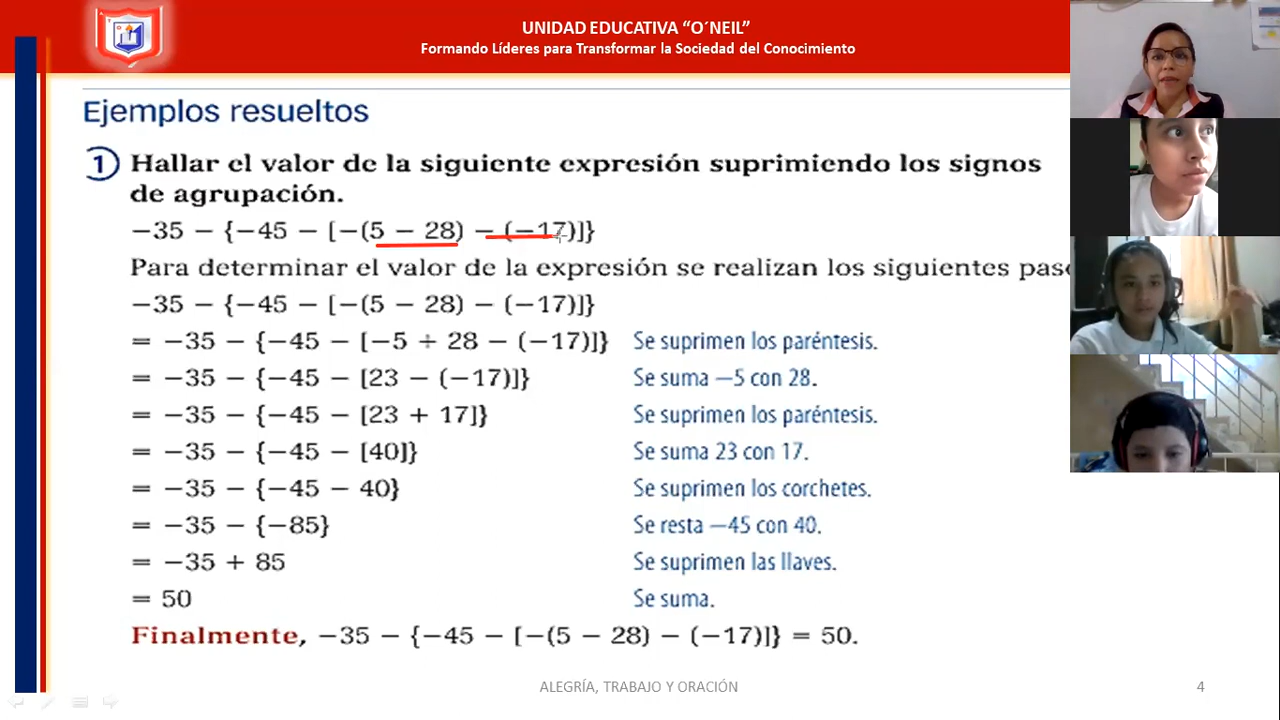 UNIDAD EDUCATIVA “O´NEIL”
Formando Líderes para Transformar la Sociedad del Conocimiento
Ejemplos resueltos
1 Hallar el valor de la siguiente expresión suprimiendo los signos
de agrupación.
−35 − {−45 − [−(5 − 28) − (−17)]}
Para determinar el valor de la expresión se realizan los siguientes paso
−35 − {−45 − [−(5 − 28) − (−17)]}
= −35 − {−45 − [−5 + 28 − (−17)]} Se suprimen los paréntesis.
= −35 − {−45 − [23 − (−17)]} Se suma −5 con 28.
= −35 − {−45 − [23 + 17]} Se suprimen los paréntesis.
= −35 − {−45 − [40]} Se suma 23 con 17.
= −35 − {−45 − 40} Se suprimen los corchetes.
= −35 − {−85} Se resta −45 con 40.
= −35 + 85 Se suprimen las llaves.
= 50 Se suma.
Finalmente, −35 − {−45 − [−(5 − 28) − (−17)]} = 50.
ALEGRÍA, TRABAJO Y ORACIÓN 4